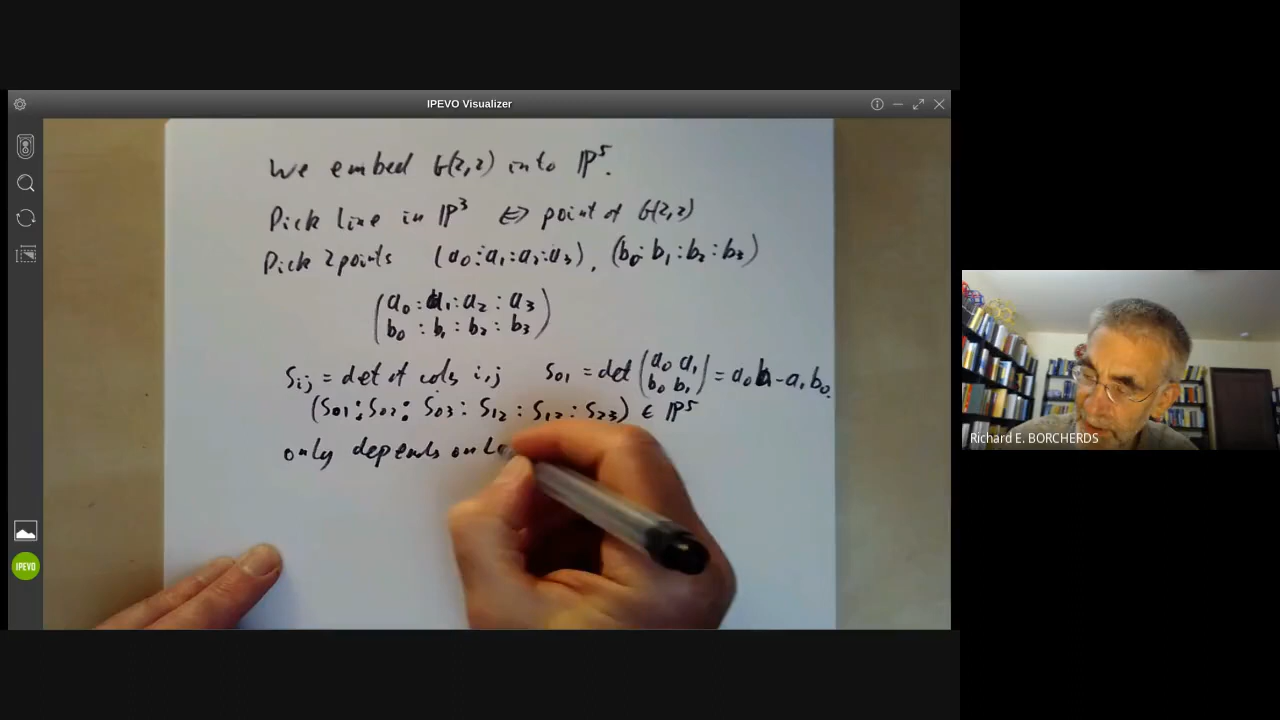 IPEVO Visualizer
We embed G(2,2) into ℙ⁵.
Pick line in ℙ³ ⇔ point of G(2,2)
Pick 2 points (a₀:a₁:a₂:a₃), (b₀:b₁:b₂:b₃)
(a₀:a₁:a₂:a₃
b₀:b₁:b₂:b₃)
Sij = det of cols i,j S₀₁ = det (a₀ a₁ b₀ b₁) = a₀b₁-a₁b₀.
(S₀₁:S₀₂:S₀₃:S₁₂:S₁₃:S₂₃) ∈ ℙ⁵
only depends on
IPEVO
Richard E. BORCHERDS